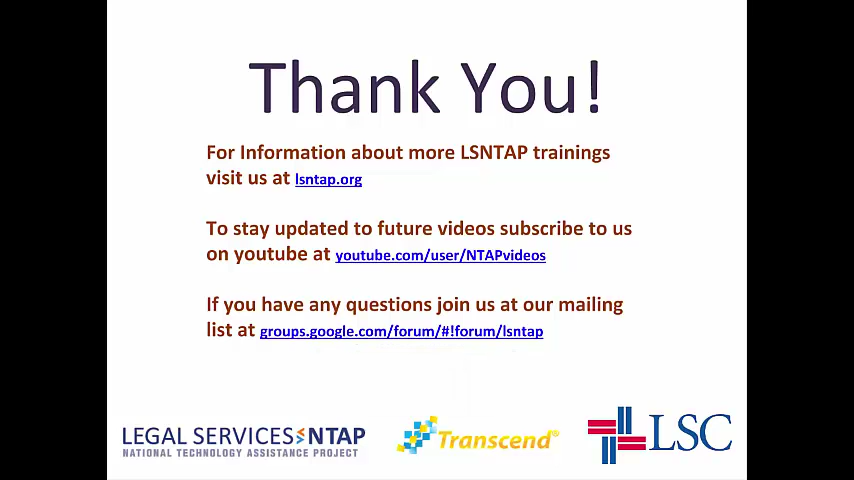 Thank You!
For Information about more LSNTAP trainings
visit us at lsntap.org
To stay updated to future videos subscribe to us
on youtube at youtube.com/user/NTAPvideos
If you have any questions join us at our mailing
list at groups.google.com/forum/#!forum/lsntap
LEGAL SERVICES NTAP
NATIONAL TECHNOLOGY ASSISTANCE PROJECT
Transcend®
LSC